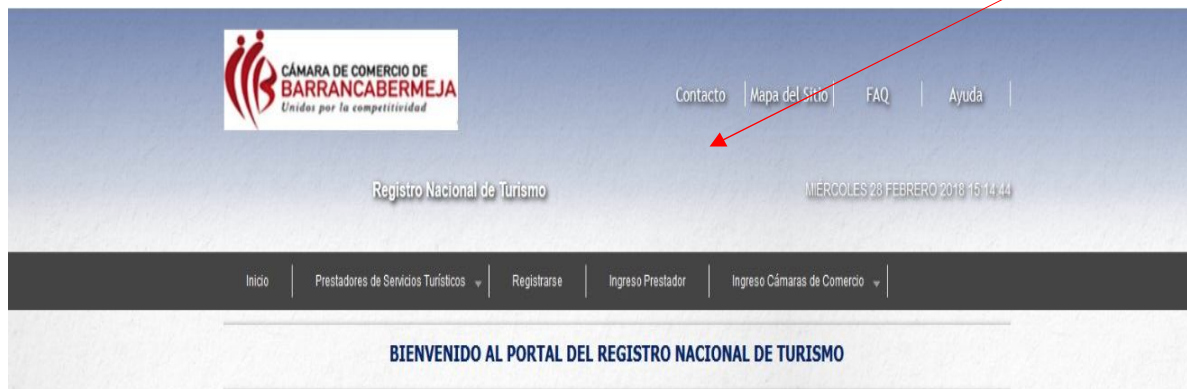 CÁMARA DE COMERCIO DE
BARRANCABERMEJA
Unidos por la competitividad
Contacto Mapa del Sitio FAQ Ayuda
Registro Nacional de Turismo
MIÉRCOLES 28 FEBRERO 2018 15:14:44
Inicio Prestadores de Servicios Turísticos Registrarse Ingreso Prestador Ingreso Cámaras de Comercio
BIENVENIDO AL PORTAL DEL REGISTRO NACIONAL DE TURISMO